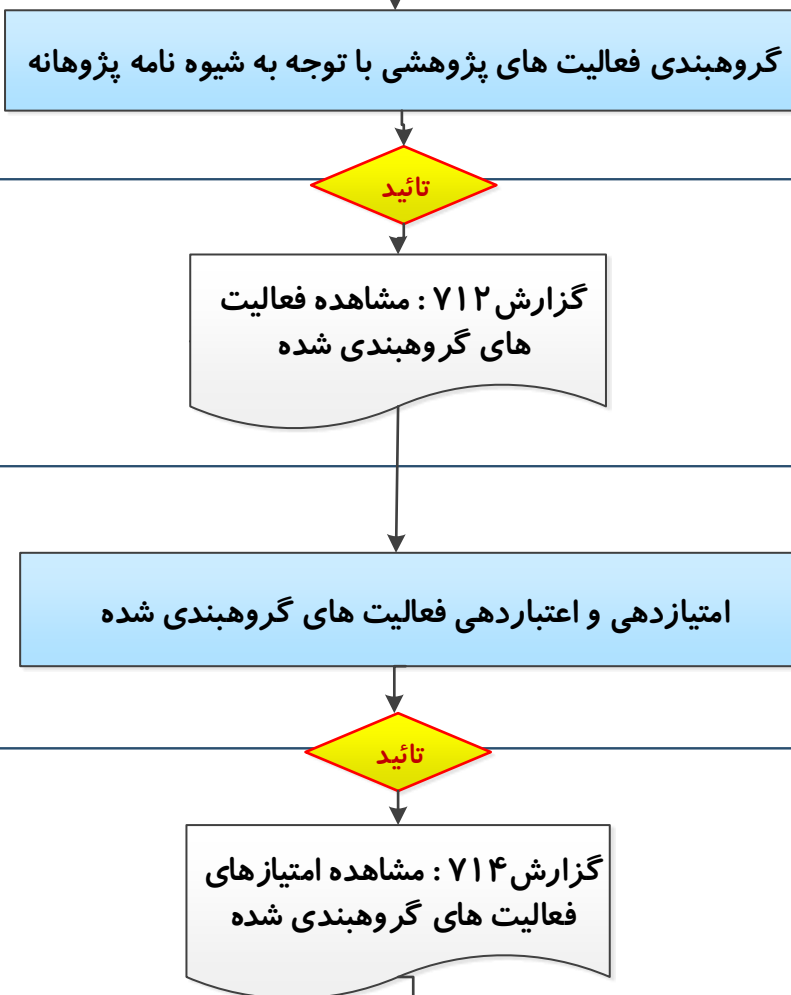 گروهبندی فعالیت های پژوهشی با توجه به شیوه نامه پژوهانه
تائید
گزارش۷۱۲ : مشاهده فعالیت
های گروهبندی شده
امتیازدهی و اعتباردهی فعالیت های گروهبندی شده
تائید
گزارش۷۱۴ : مشاهده امتیازهای
فعالیت های گروهبندی شده